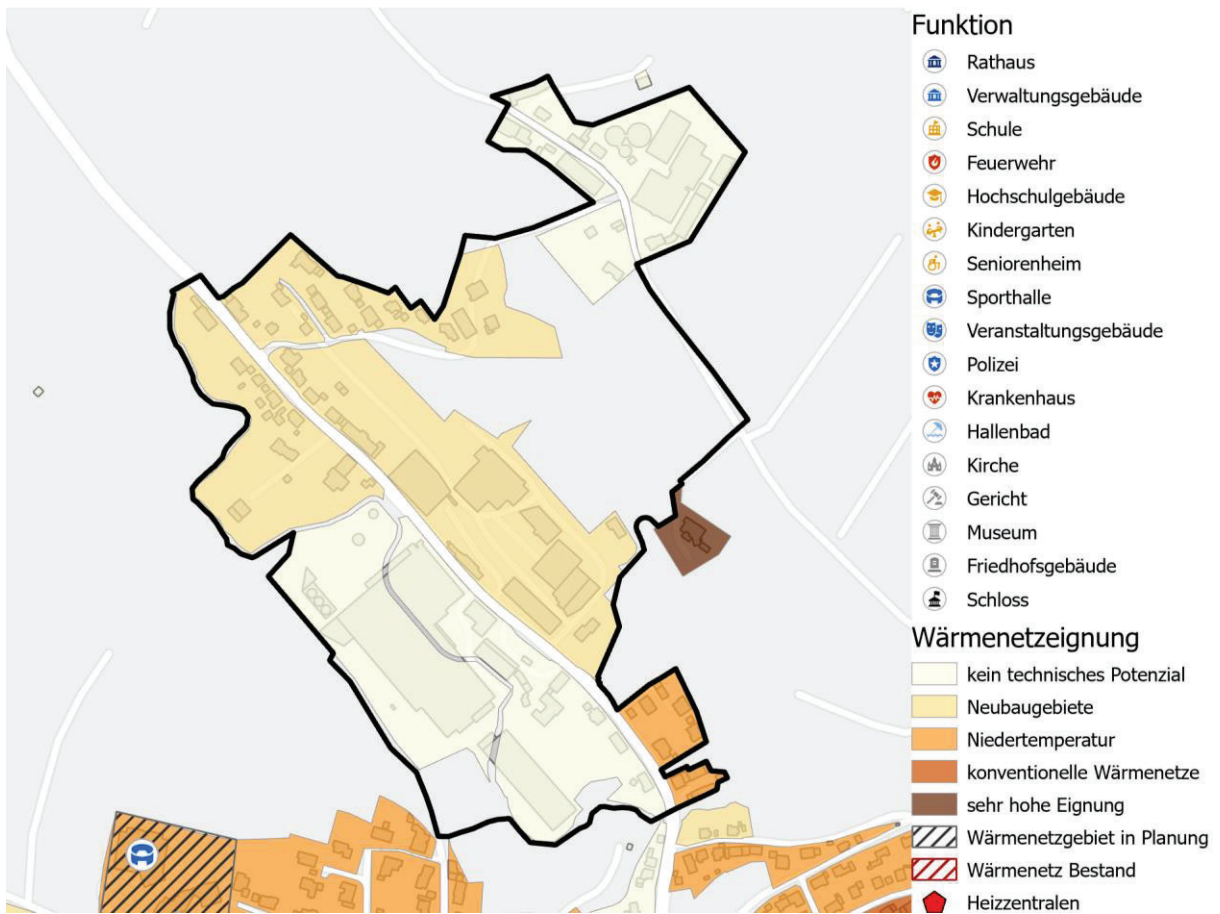 Funktion
Rathaus
Verwaltungsgebäude
Schule
Feuerwehr
Hochschulgebäude
Kindergarten
Seniorenheim
Sporthalle
Veranstaltungsgebäude
Polizei
Krankenhaus
Hallenbad
Kirche
Gericht
Museum
Friedhofsgebäude
Schloss
Wärmenetzeignung
kein technisches Potenzial
Neubaugebiete
Niedertemperatur
konventionelle Wärmenetze
sehr hohe Eignung
Wärmenetzgebiet in Planung
Wärmenetz Bestand
Heizzentralen